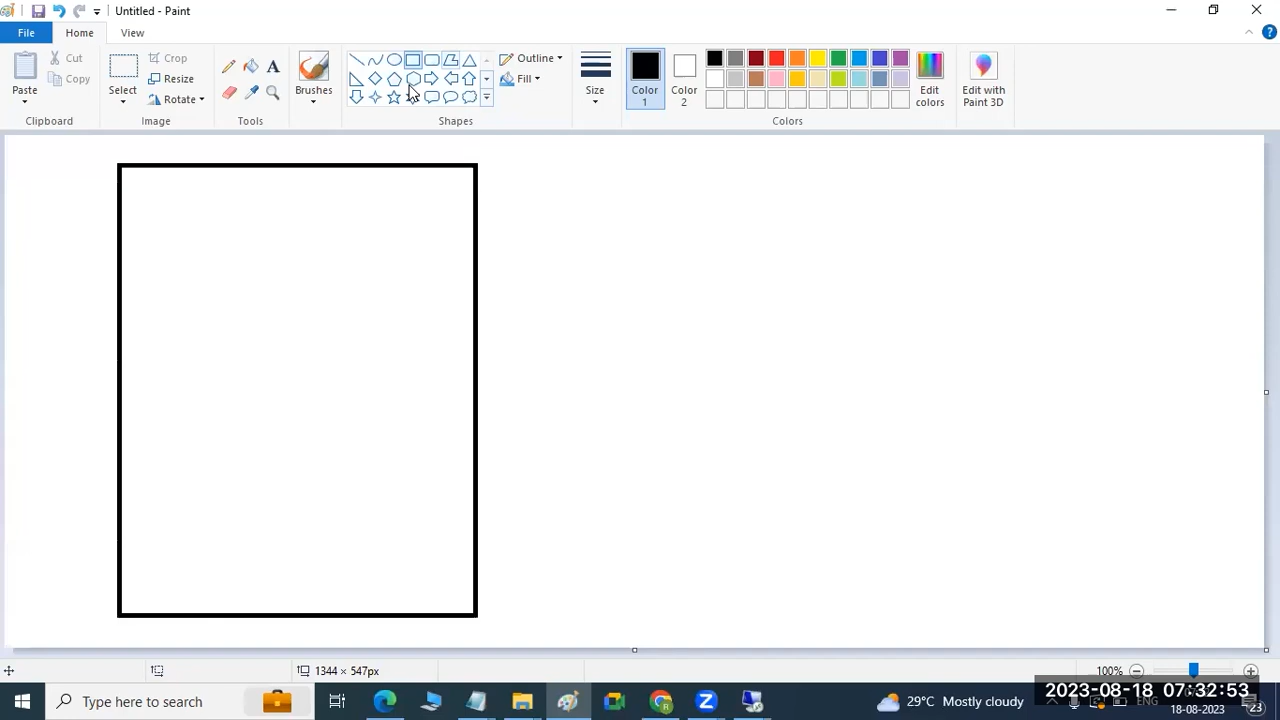 Untitled - Paint
File
Home
View
Paste
Cut
Copy
Clipboard
Select
Crop
Resize
Rotate
Image
A
Tools
Brushes
Shapes
Outline
Fill
Size
Color 1
Color 2
Edit colors
Edit with Paint 3D
Colors
1344 × 547px
100%
Type here to search
29°C Mostly cloudy
ENG
2023-08-18 07:32:53
18-08-2023
23